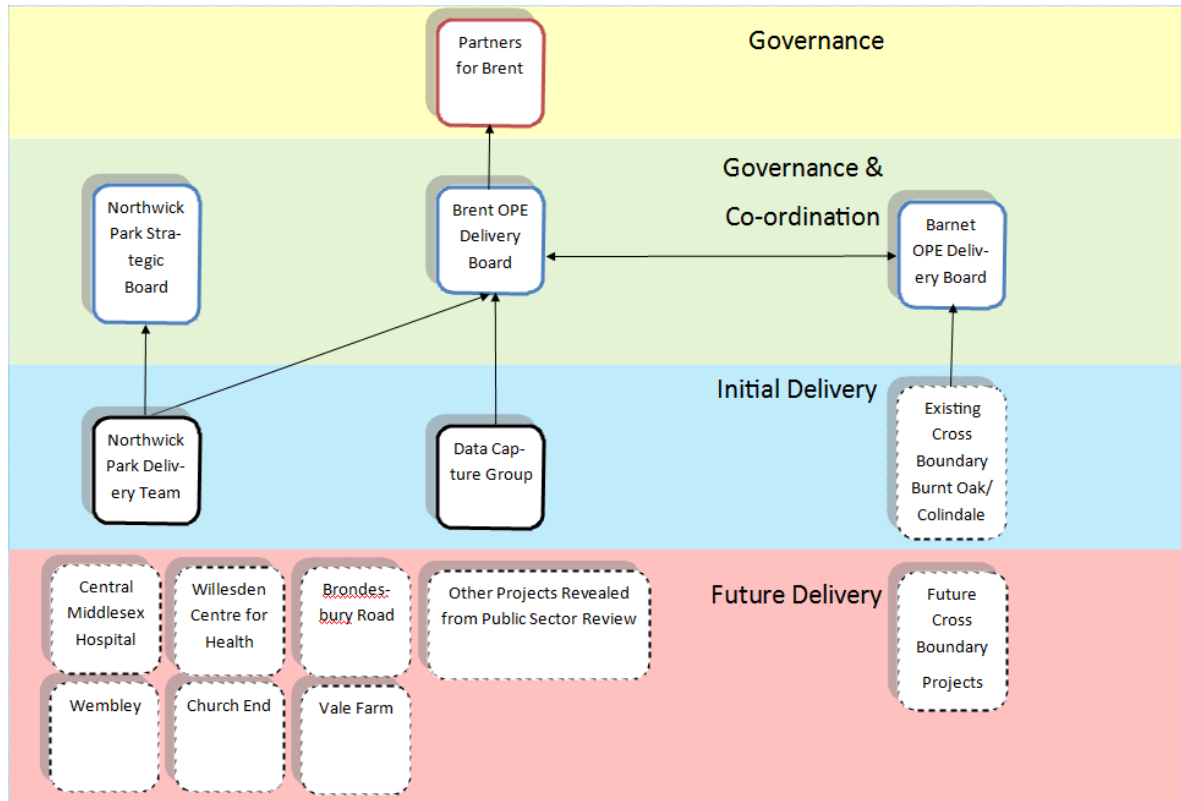 Partners
for Brent
Governance
Governance &
Co-ordination
Northwick
Park Stra-
tegic
Board
Brent OPE
Delivery
Board
Barnet
OPE Deliv-
ery Board
Initial Delivery
Northwick
Park Deliv-
ery Team
Data Cap-
ture Group
Existing
Cross
Boundary
Burnt Oak/
Colindale
Future Delivery
Central
Middlesex
Hospital
Willesden
Centre for
Health
Brondes-
bury Road
Other Projects Revealed
from Public Sector Review
Future
Cross
Boundary
Projects
Wembley
Church End
Vale Farm